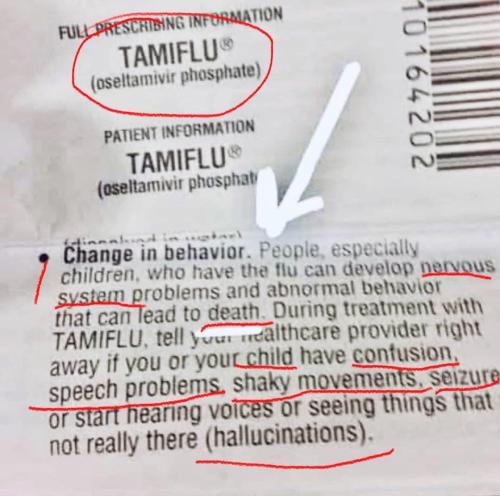 FULL PRESCRIBING INFORMATION
TAMIFLU®
(oseltamivir phosphate)
10164202
PATIENT INFORMATION
TAMIFLU®
(oseltamivir phosphat
(dissolved in water)
• Change in behavior. People, especially
children, who have the flu can develop nervous
system problems and abnormal behavior
that can lead to death. During treatment with
TAMIFLU, tell your healthcare provider right
away if you or your child have confusion,
speech problems, shaky movements, seizure
or start hearing voices or seeing things that
not really there (hallucinations).